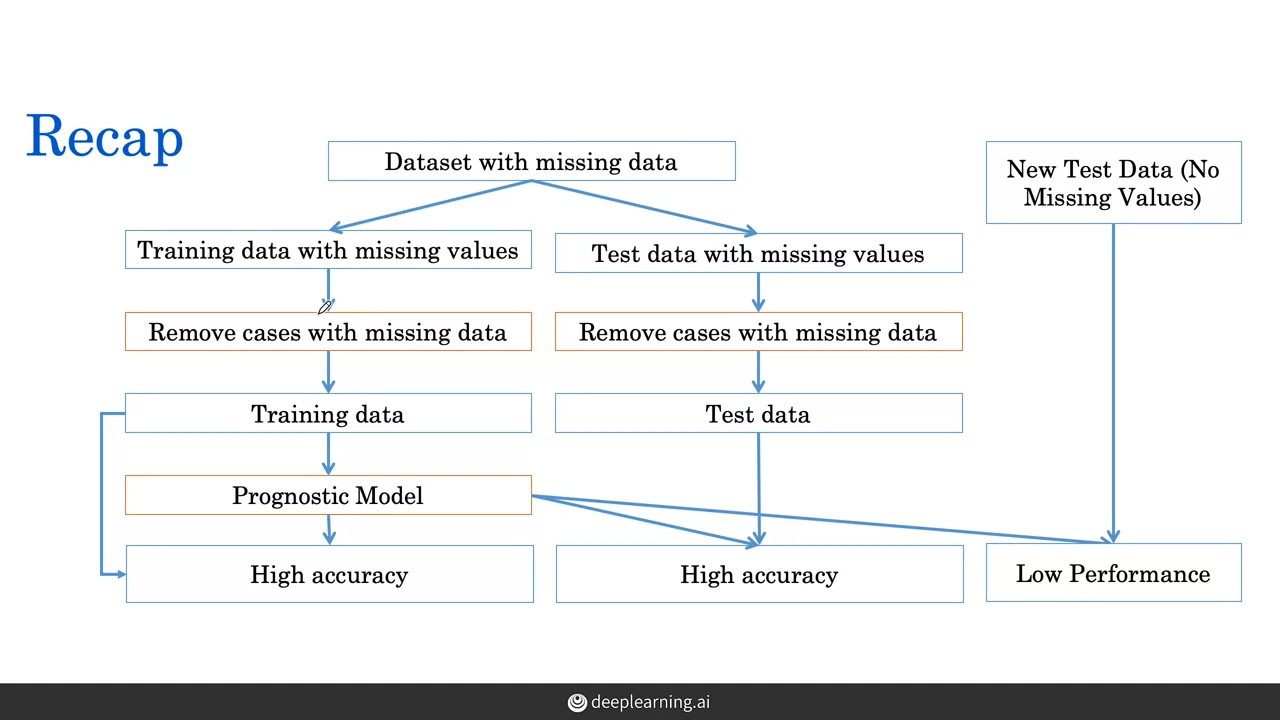 Recap
Dataset with missing data
New Test Data (No
Missing Values)
Training data with missing values
Test data with missing values
Remove cases with missing data
Remove cases with missing data
Training data
Test data
Prognostic Model
High accuracy
High accuracy
Low Performance
deeplearning.ai